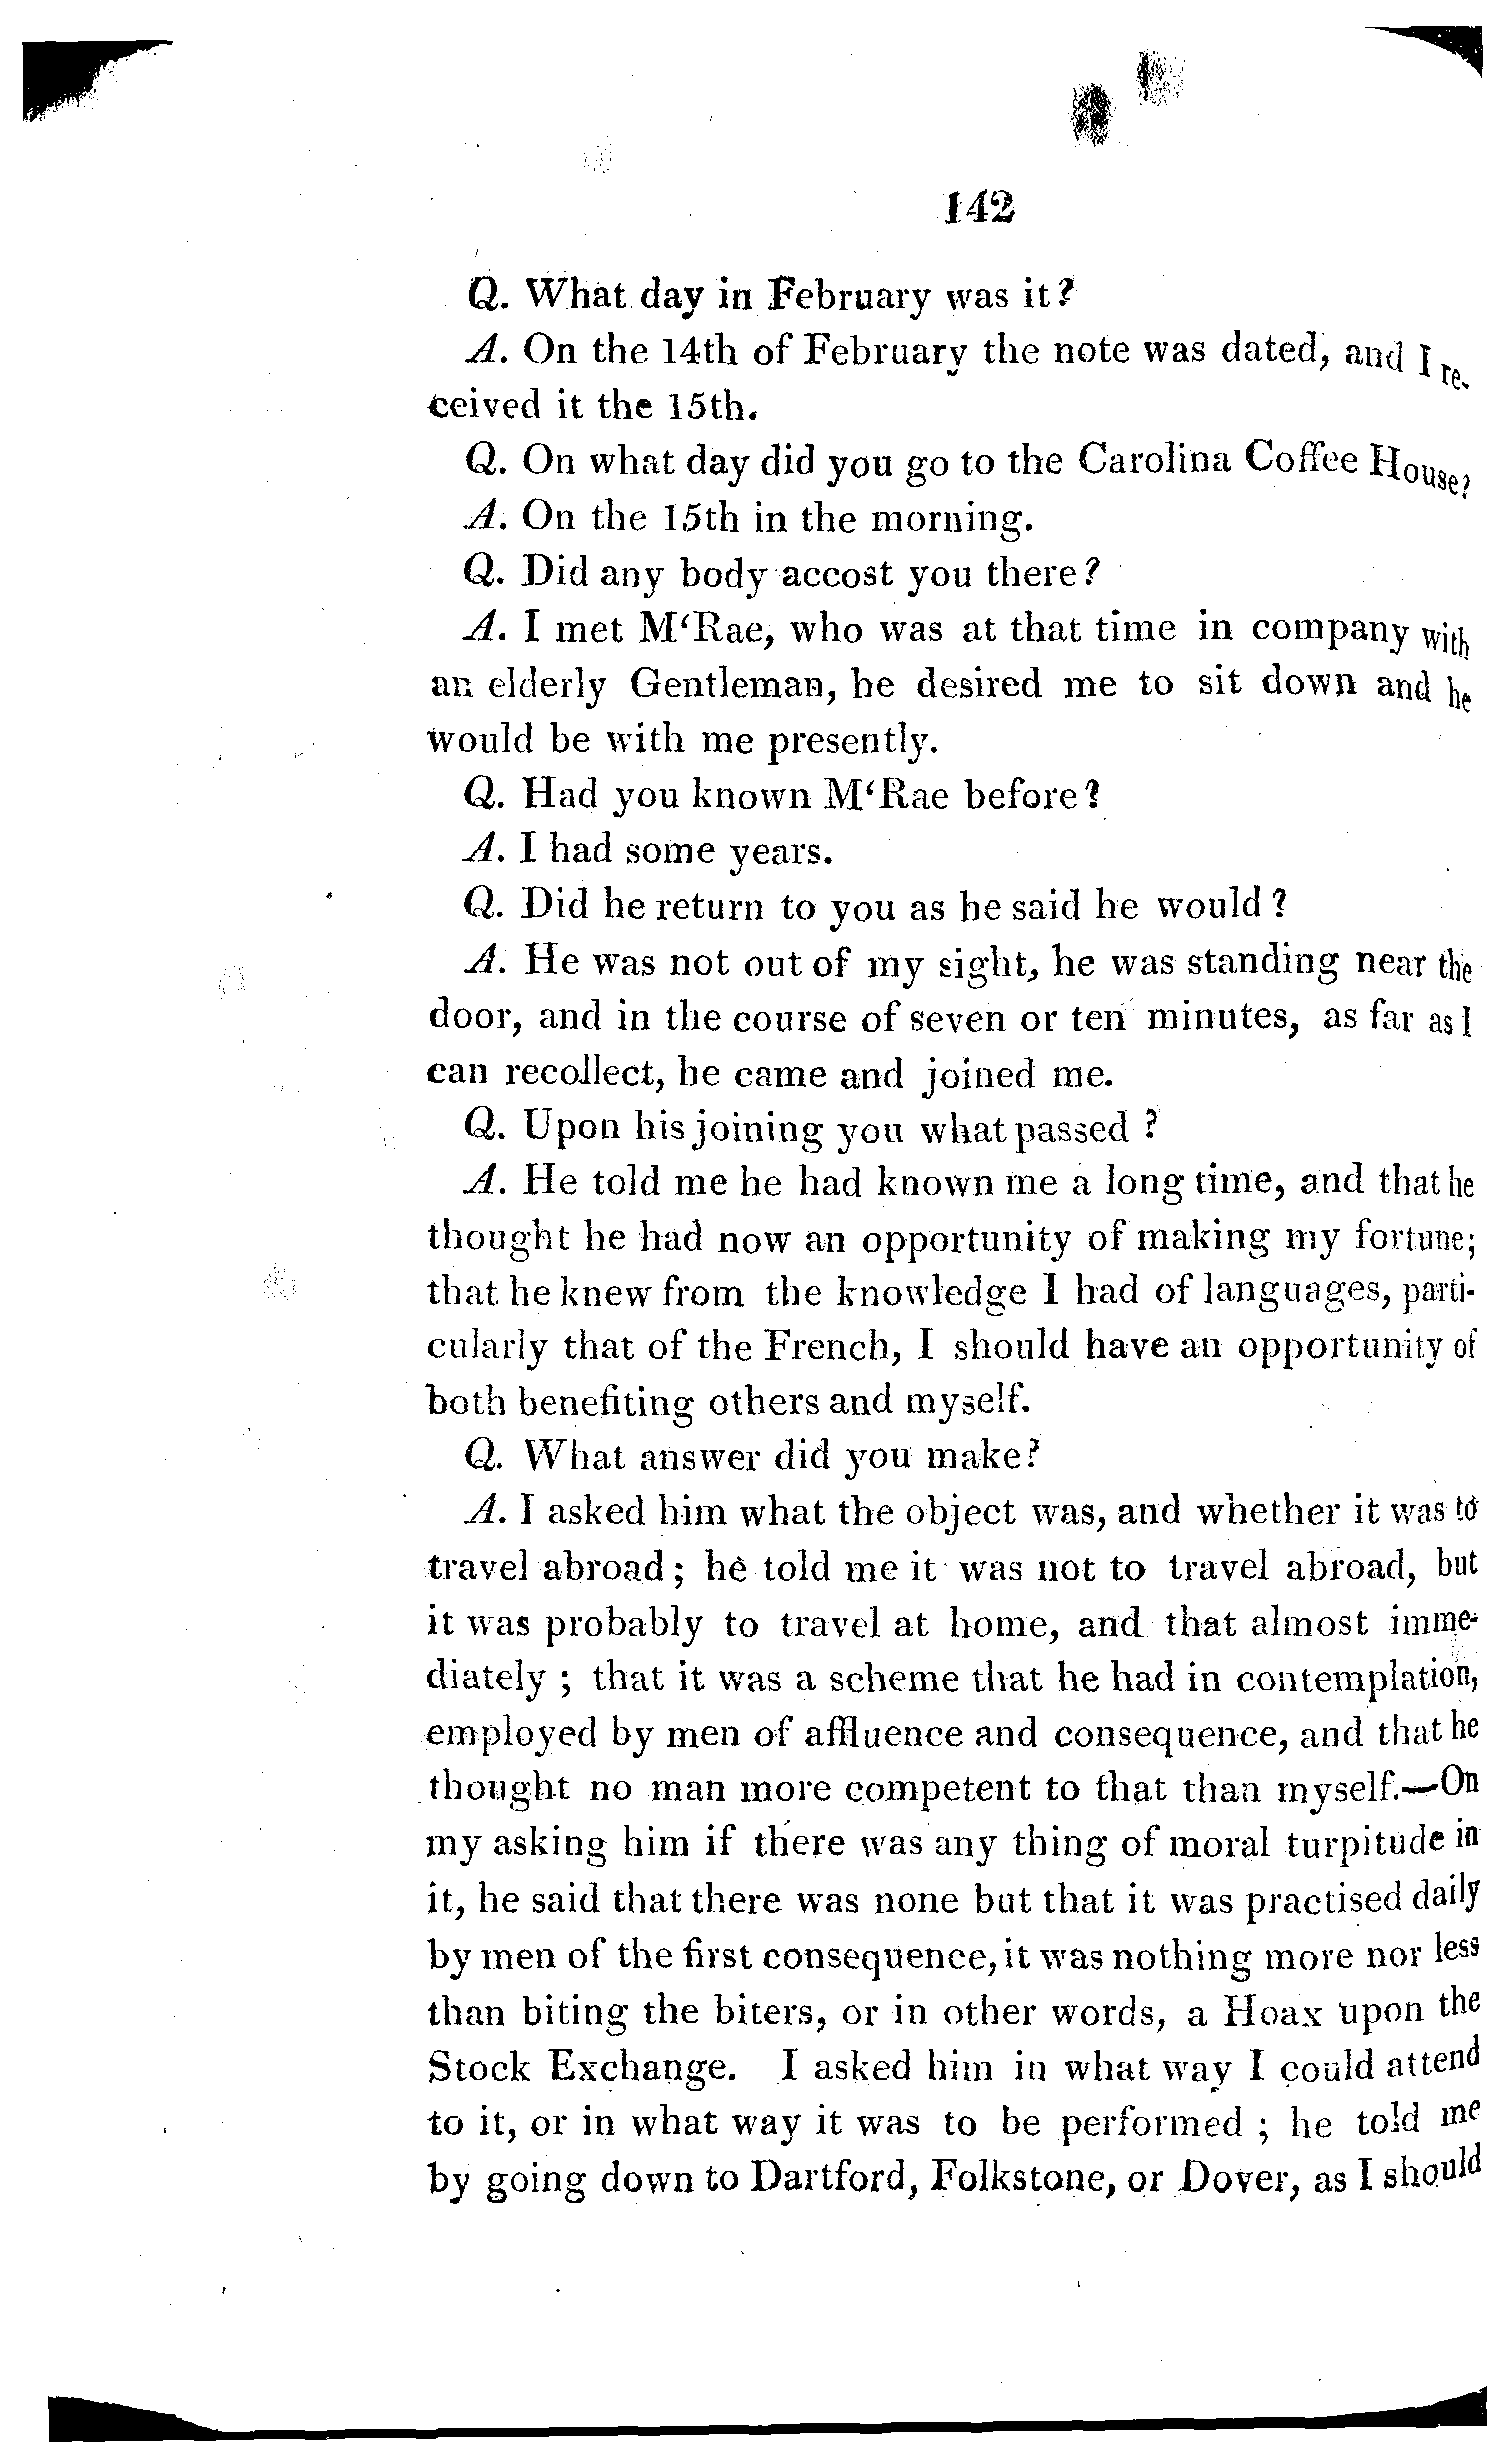 142
Q. What day in February was it?
A. On the 14th of February the note was dated, and I re-
ceived it the 15th.
Q. On what day did you go to the Carolina Coffee House?
A. On the 15th in the morning.
Q. Did any body accost you there?
A. I met M‘Rae, who was at that time in company with
an elderly Gentleman, he desired me to sit down and he
would be with me presently.
Q. Had you known M‘Rae before?
A. I had some years.
Q. Did he return to you as he said he would?
A. He was not out of my sight, he was standing near the
door, and in the course of seven or ten minutes, as far as I
can recollect, he came and joined me.
Q. Upon his joining you what passed?
A. He told me he had known me a long time, and that he
thought he had now an opportunity of making my fortune;
that he knew from the knowledge I had of languages, parti-
cularly that of the French, I should have an opportunity of
both benefiting others and myself.
Q. What answer did you make?
A. I asked him what the object was, and whether it was to
travel abroad; he told me it was not to travel abroad, but
it was probably to travel at home, and that almost imme-
diately; that it was a scheme that he had in contemplation,
employed by men of affluence and consequence, and that he
thought no man more competent to that than myself.—On
my asking him if there was any thing of moral turpitude in
it, he said that there was none but that it was practised daily
by men of the first consequence, it was nothing more nor less
than biting the biters, or in other words, a Hoax upon the
Stock Exchange. I asked him in what way I could attend
to it, or in what way it was to be performed; he told me
by going down to Dartford, Folkstone, or Dover, as I should